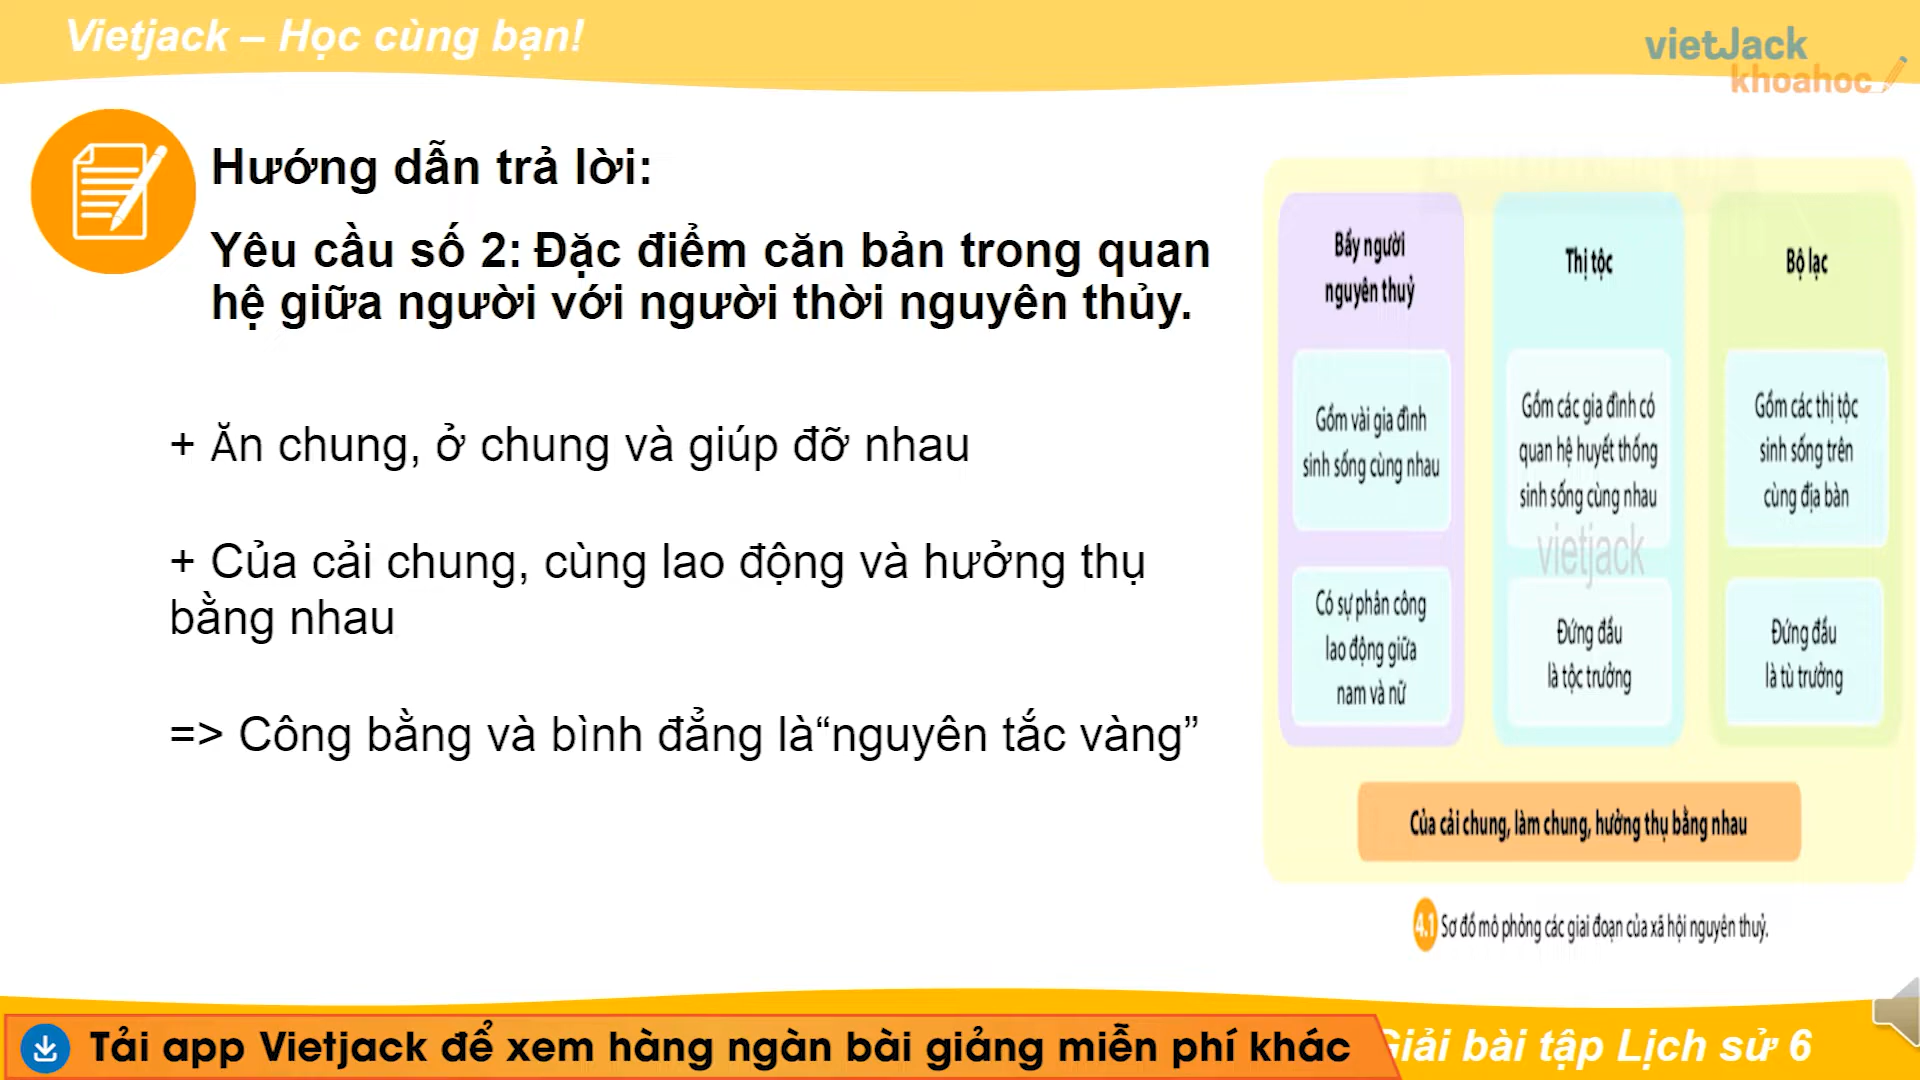 Vietjack – Học cùng bạn!
vietJack
khoahoc
Hướng dẫn trả lời:
Yêu cầu số 2: Đặc điểm căn bản trong quan
hệ giữa người với người thời nguyên thủy.
+ Ăn chung, ở chung và giúp đỡ nhau
+ Của cải chung, cùng lao động và hưởng thụ
bằng nhau
=> Công bằng và bình đẳng là“nguyên tắc vàng”
Bầy người
nguyên thuỷ
Gồm vài gia đình
sinh sống cùng nhau
Có sự phân công
lao động giữa
nam và nữ
Thị tộc
Gồm các gia đình có
quan hệ huyết thống
sinh sống cùng nhau
vietjack
Đứng đầu
là tộc trưởng
Bộ lạc
Gồm các thị tộc
sinh sống trên
cùng địa bàn
Đứng đầu
là tù trưởng
Của cải chung, làm chung, hưởng thụ bằng nhau
4.1 Sơ đồ mô phỏng các giai đoạn của xã hội nguyên thuỷ.
Tải app Vietjack để xem hàng ngàn bài giảng miễn phí khác
Giải bài tập Lịch sử 6